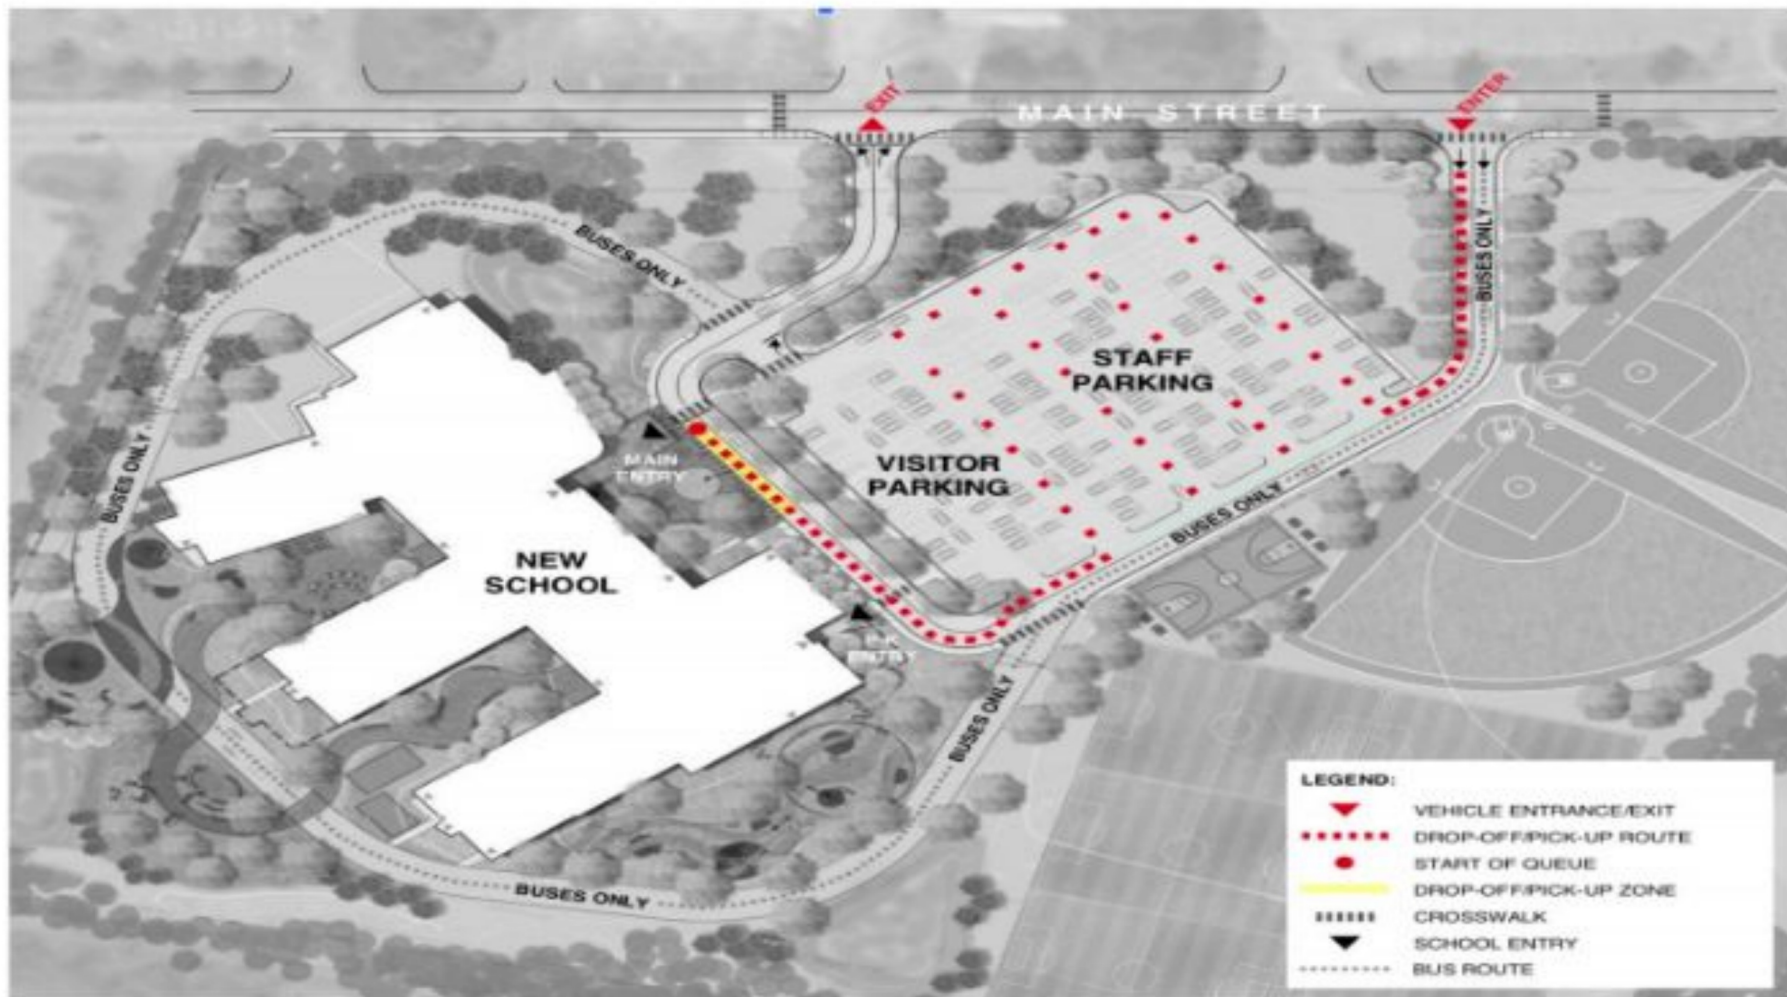 EXIT
ENTER
MAIN STREET
BUSES ONLY
BUSES ONLY
STAFF
PARKING
VISITOR
PARKING
MAIN
ENTRY
BUSES ONLY
BUSES ONLY
NEW
SCHOOL
ENTRY
BUSES ONLY
BUSES ONLY
LEGEND:
VEHICLE ENTRANCE/EXIT
DROP-OFF/PICK-UP ROUTE
START OF QUEUE
DROP-OFF/PICK-UP ZONE
CROSSWALK
SCHOOL ENTRY
BUS ROUTE